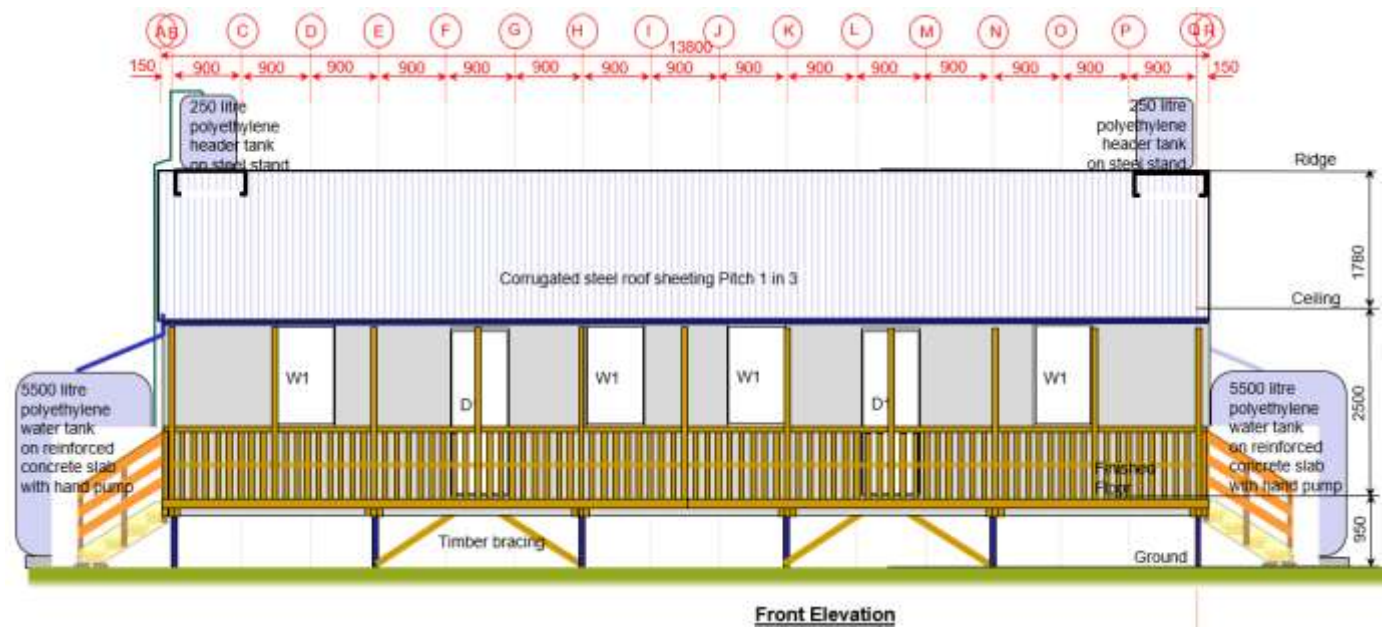 A B C D E F G H I J K L M N O P Q R
13800
150 900 900 900 900 900 900 900 900 900 900 900 900 900 900 900 150
250 litre
polyethylene
header tank
on steel stand
250 litre
polyethylene
header tank
on steel stand
Ridge
1780
Corrugated steel roof sheeting Pitch 1 in 3
Ceiling
W1
D
W1
W1
D1
W1
2500
5500 litre
polyethylene
water tank
on reinforced
concrete slab
with hand pump
5500 litre
polyethylene
water tank
on reinforced
concrete slab
with hand pump
Finished
Floor
950
Timber bracing
Ground
Front Elevation